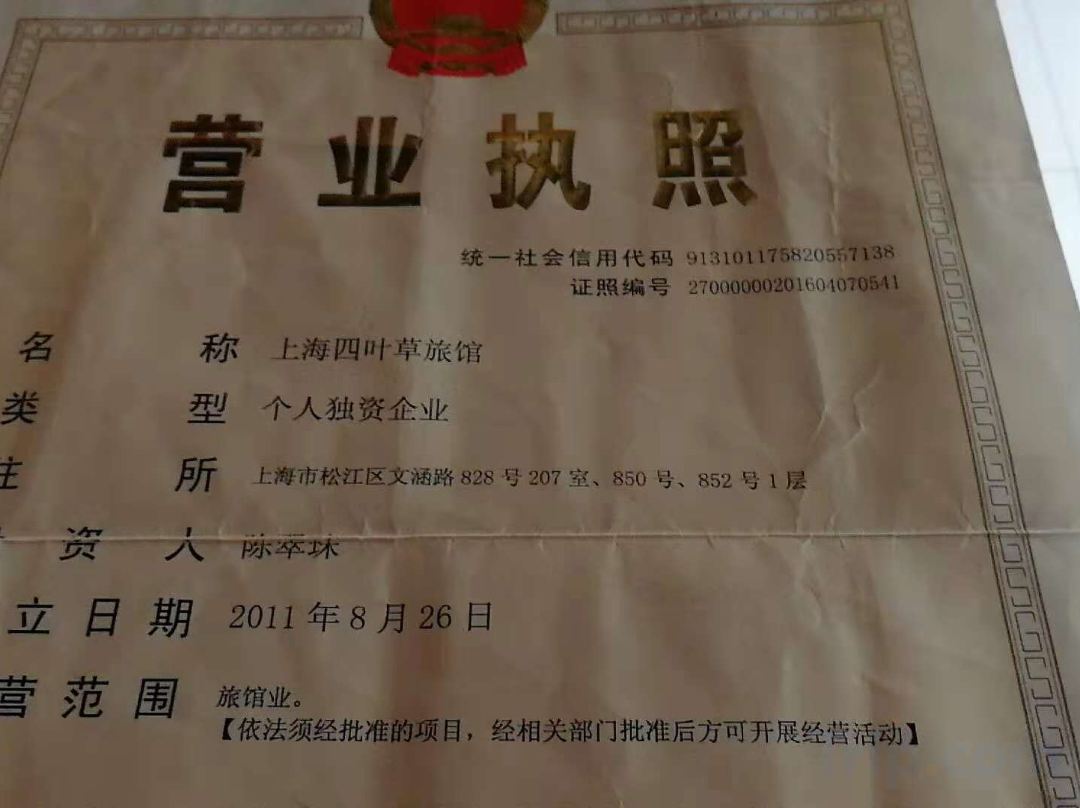 营业执照
统一社会信用代码 913101175820557138
证照编号 27000000201604070541
名 称 上海四叶草旅馆
类 型 个人独资企业
住 所 上海市松江区文涵路828号207室、850号、852号1层
资 人 陈翠珠
立日期 2011年8月26日
营范围 旅馆业。
【依法须经批准的项目，经相关部门批准后方可开展经营活动】